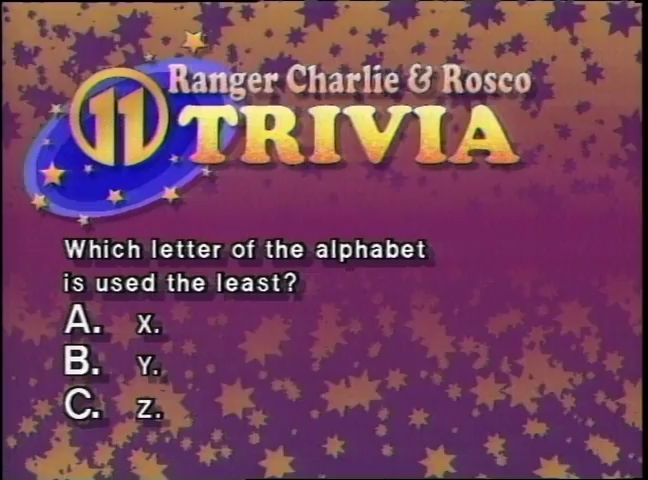 11
Ranger Charlie & Rosco
TRIVIA
Which letter of the alphabet
is used the least?
A. X.
B. Y.
C. Z.